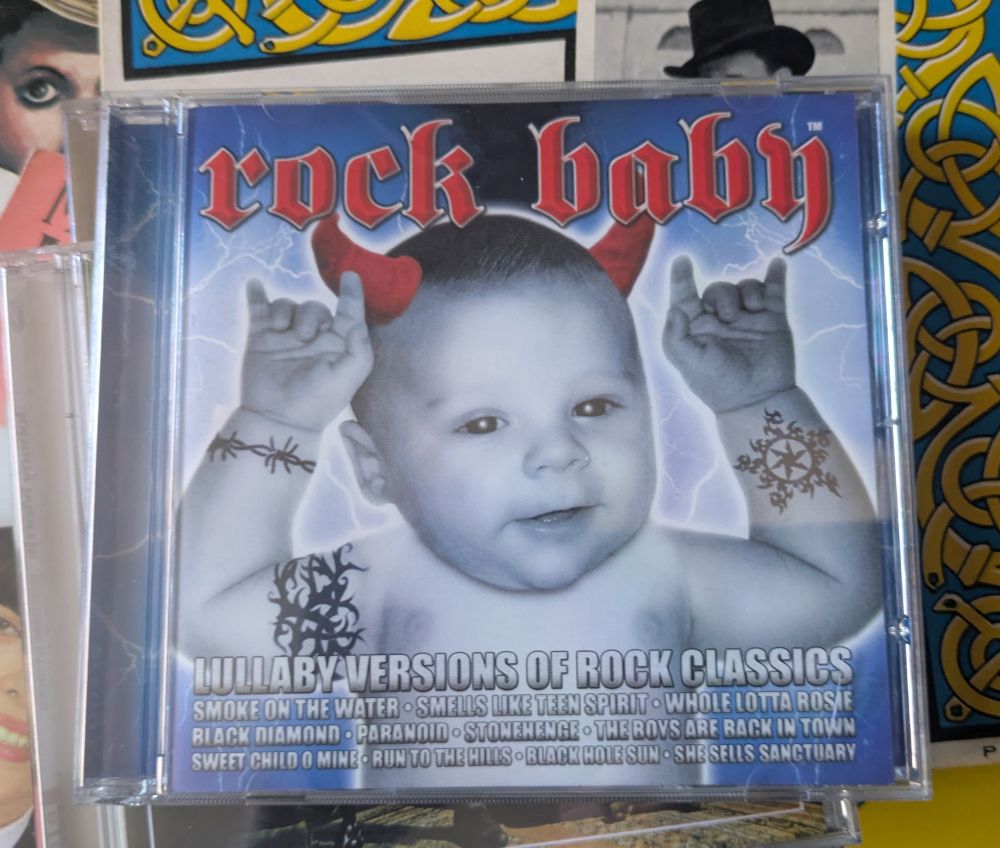 rock baby™
LULLABY VERSIONS OF ROCK CLASSICS
SMOKE ON THE WATER • SMELLS LIKE TEEN SPIRIT • WHOLE LOTTA ROSIE
BLACK DIAMOND • PARANOID • STONEHENGE • THE BOYS ARE BACK IN TOWN
SWEET CHILD O MINE • RUN TO THE HILLS • BLACK HOLE SUN • SHE SELLS SANCTUARY
P